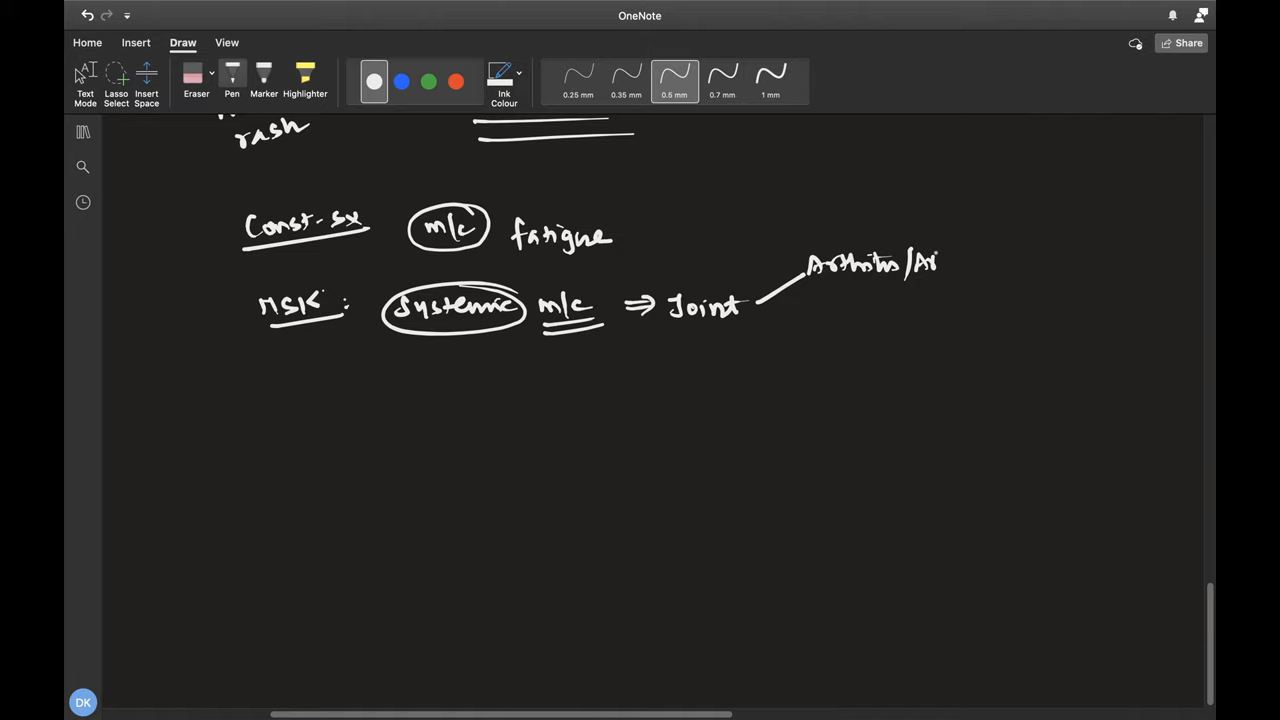 OneNote
Home Insert Draw View
Share
Text Mode
Lasso Select
Insert Space
Eraser
Pen
Marker
Highlighter
Ink Colour
0.25 mm
0.35 mm
0.5 mm
0.7 mm
1 mm
rash
Const. Sx m/c fatigue
Arthritis/Ar
MSK : Systemic m/c ⇒ Joint
DK